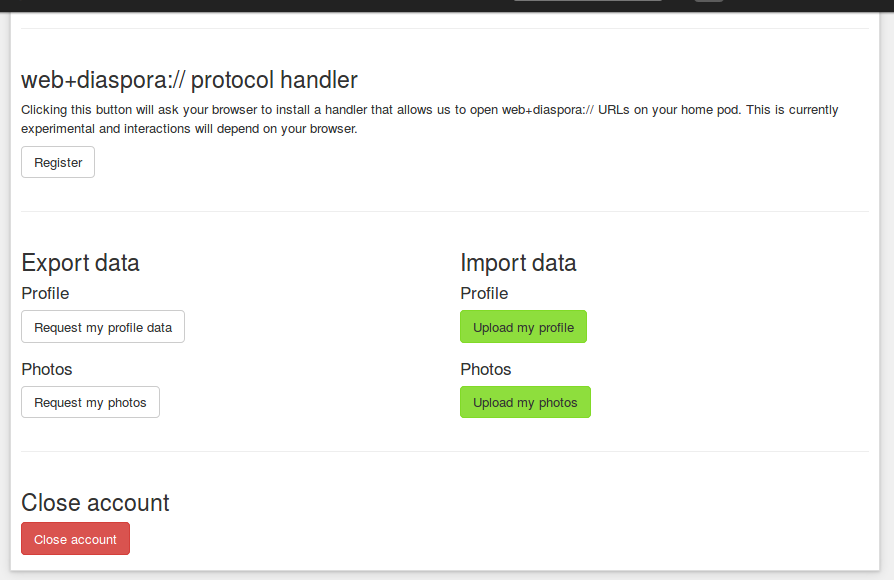 web+diaspora:// protocol handler
Clicking this button will ask your browser to install a handler that allows us to open web+diaspora:// URLs on your home pod. This is currently
experimental and interactions will depend on your browser.
Register
Export data
Profile
Request my profile data
Photos
Request my photos
Import data
Profile
Upload my profile
Photos
Upload my photos
Close account
Close account